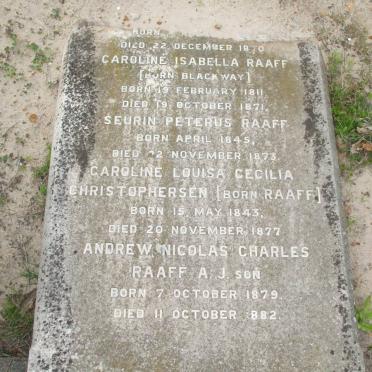 BORN
DIED 22 DECEMBER 1870
CAROLINE ISABELLA RAAFF
[BORN BLACKWAY]
BORN 19 FEBRUARY 1811
DIED 19 OCTOBER 1871,
SEURIN PETERUS RAAFF
BORN APRIL 1845,
DIED 2 NOVEMBER 1873.
CAROLINE LOUISA CECILIA
CHRISTOPHERSEN [BORN RAAFF]
BORN 15 MAY 1843,
DIED 20 NOVEMBER 1877
ANDREW NICOLAS CHARLES
RAAFF A.J. SON
BORN 7 OCTOBER 1879.
DIED 11 OCTOBER 882.